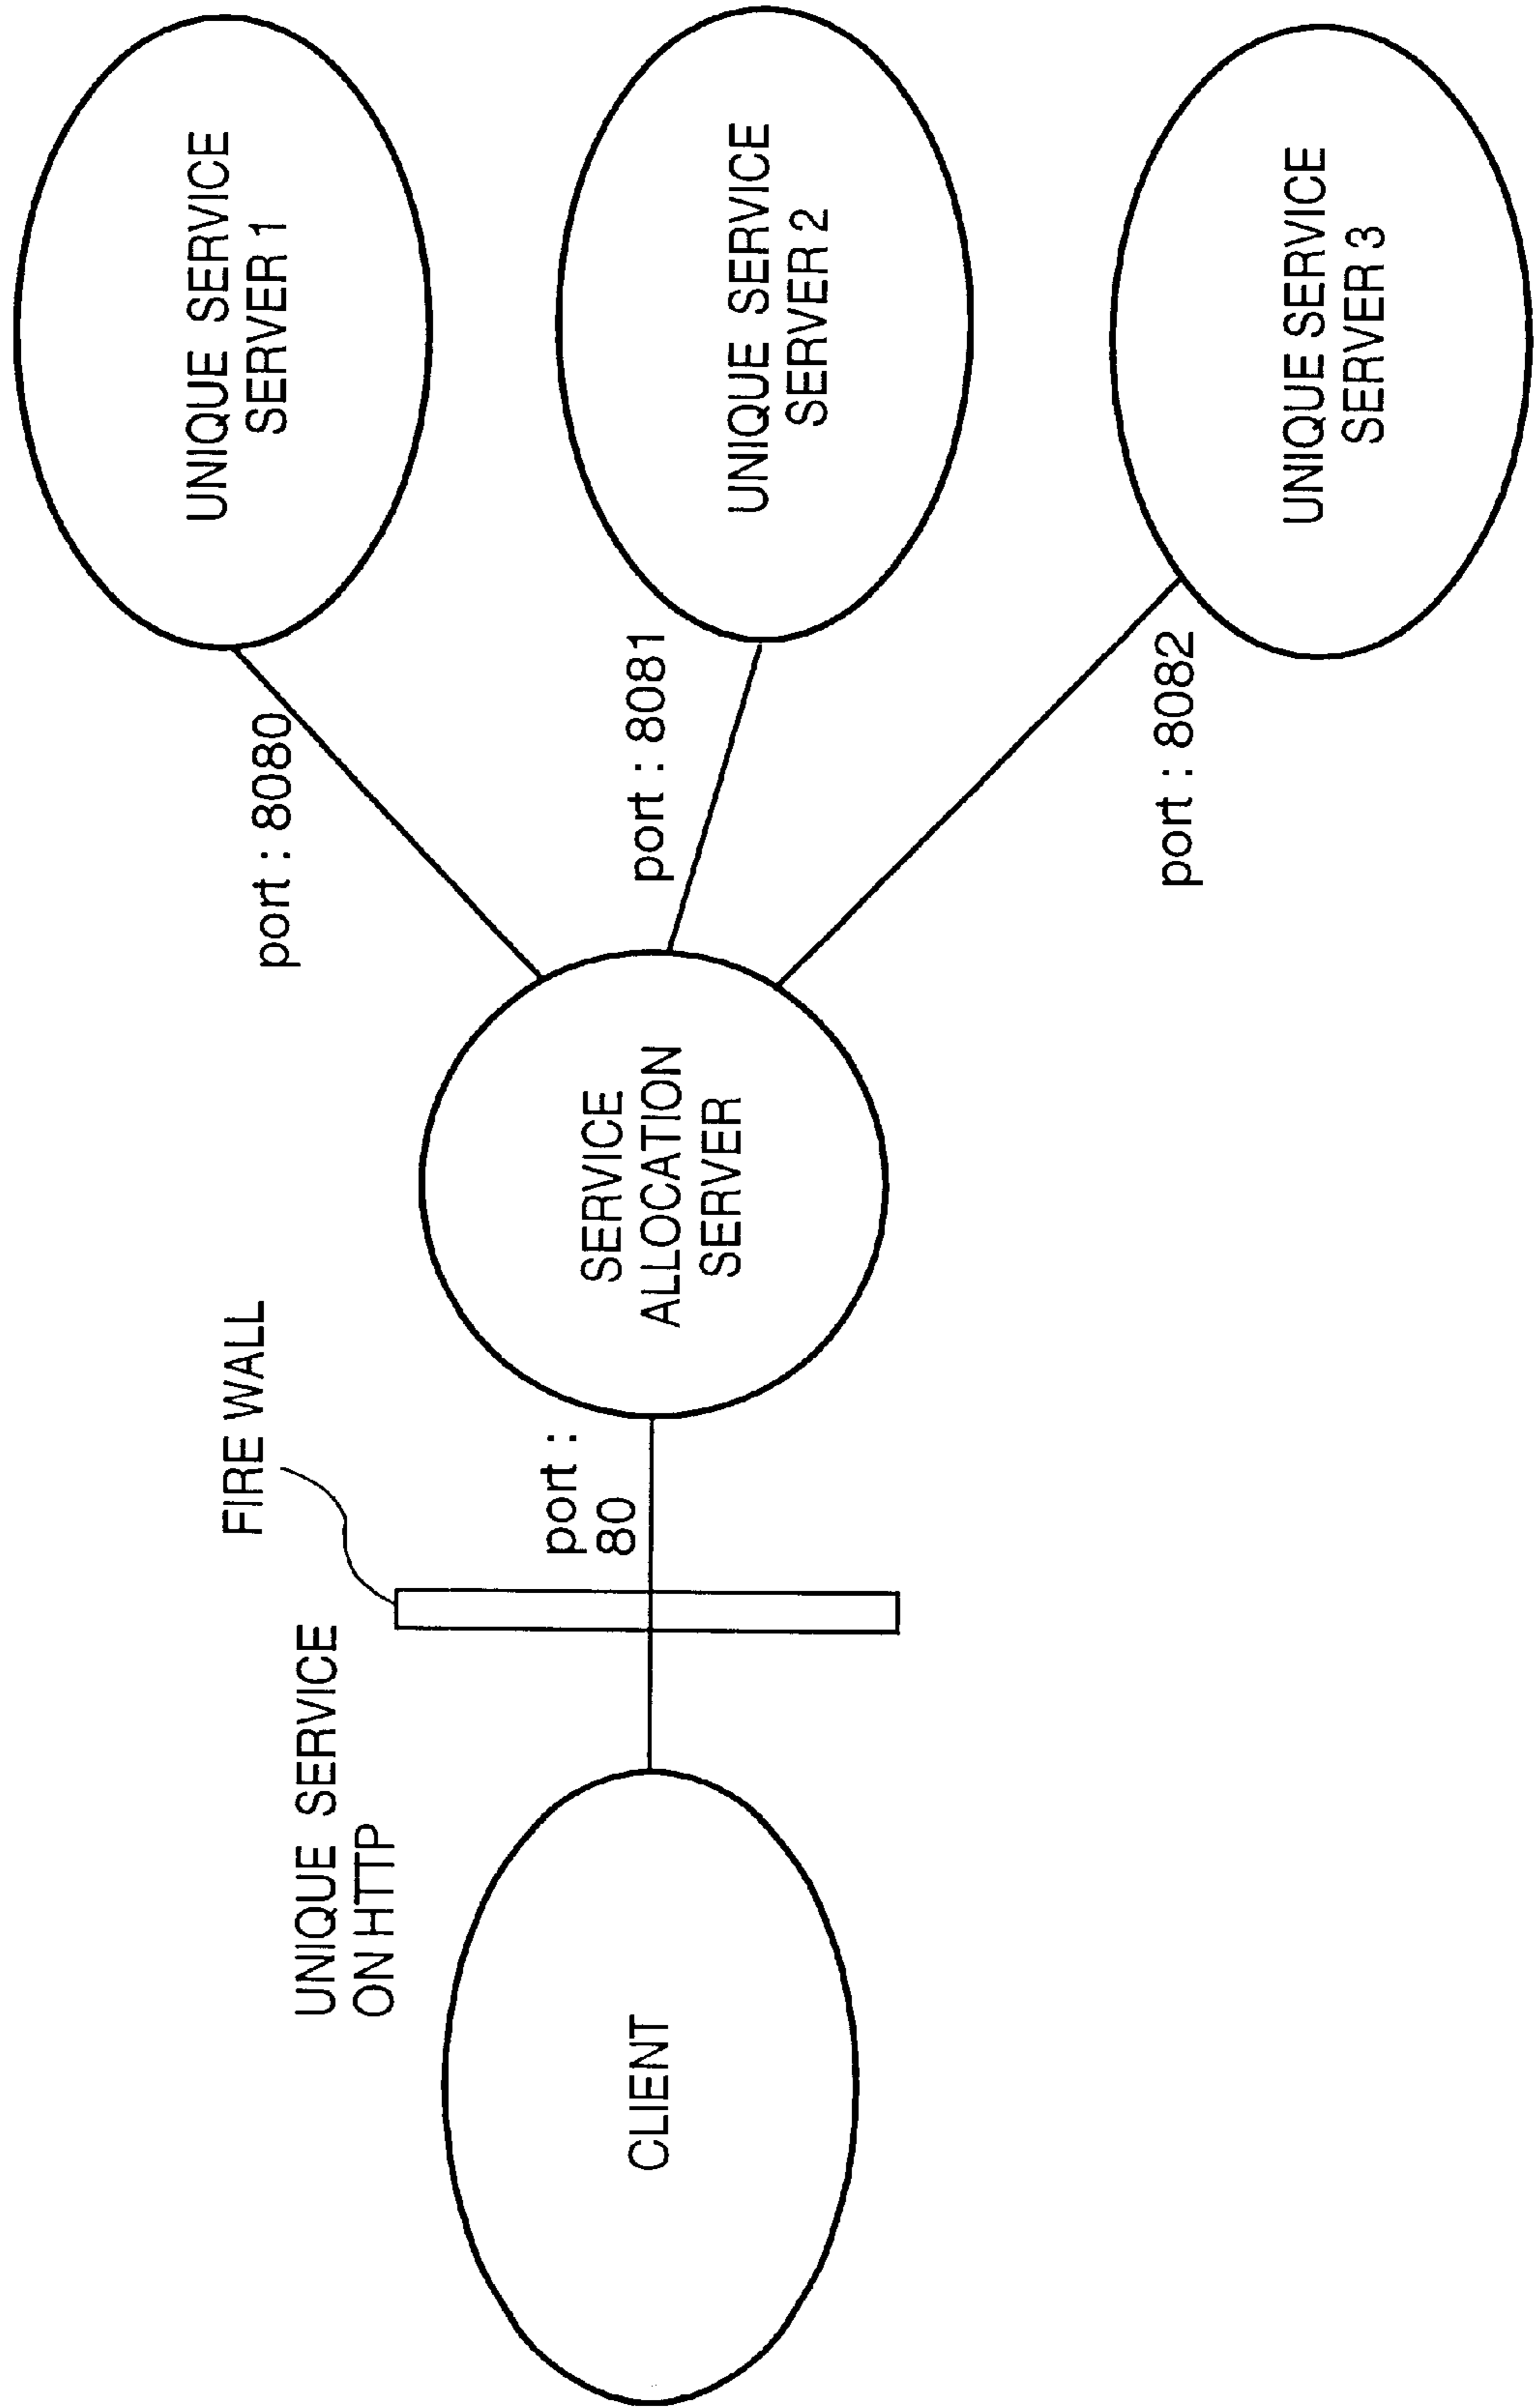 UNIQUE SERVICE
ON HTTP
FIRE WALL
CLIENT
port :
80
SERVICE
ALLOCATION
SERVER
port : 8080
port : 8081
port : 8082
UNIQUE SERVICE
SERVER 1
UNIQUE SERVICE
SERVER 2
UNIQUE SERVICE
SERVER 3